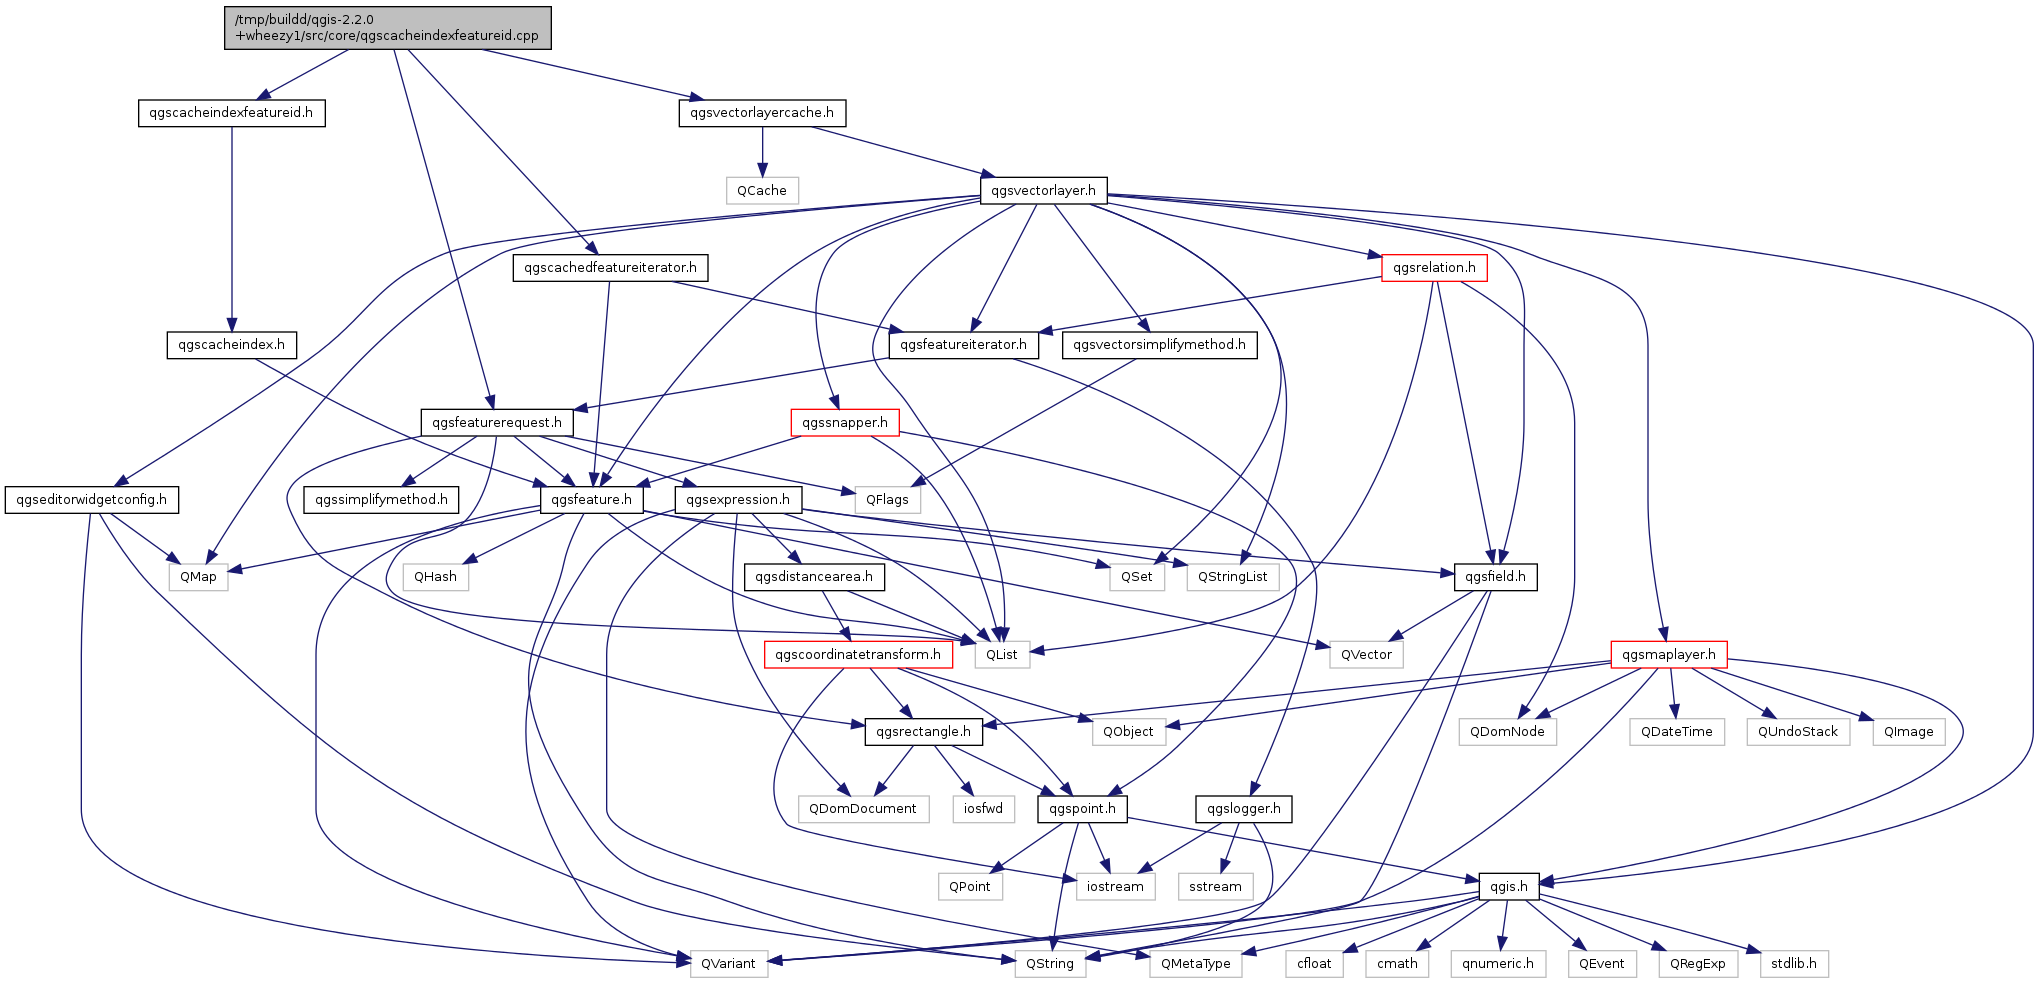 /tmp/buildd/qgis-2.2.0
+wheezy1/src/core/qgscacheindexfeatureid.cpp
qgscacheindexfeatureid.h
qgsvectorlayercache.h
QCache
qgsvectorlayer.h
qgscachedfeatureiterator.h
qgsrelation.h
qgscacheindex.h
qgsfeatureiterator.h
qgsvectorsimplifymethod.h
qgsfeaturerequest.h
qgssnapper.h
qgseditorwidgetconfig.h
qgssimplifymethod.h
qgsfeature.h
qgsexpression.h
QFlags
QMap
QHash
qgsdistancearea.h
QSet
QStringList
qgsfield.h
qgscoordinatetransform.h
QList
QVector
qgsmaplayer.h
qgsrectangle.h
QObject
QDomNode
QDateTime
QUndoStack
QImage
QDomDocument
iosfwd
qgspoint.h
qgslogger.h
QPoint
iostream
sstream
qgis.h
QVariant
QString
QMetaType
cfloat
cmath
qnumeric.h
QEvent
QRegExp
stdlib.h